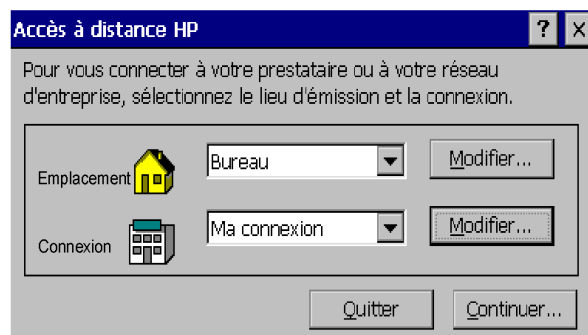 Accès à distance HP ? ×
Pour vous connecter à votre prestataire ou à votre réseau
d'entreprise, sélectionnez le lieu d'émission et la connexion.
Emplacement Bureau Modifier...
Connexion Ma connexion Modifier...
Quitter Continuer...